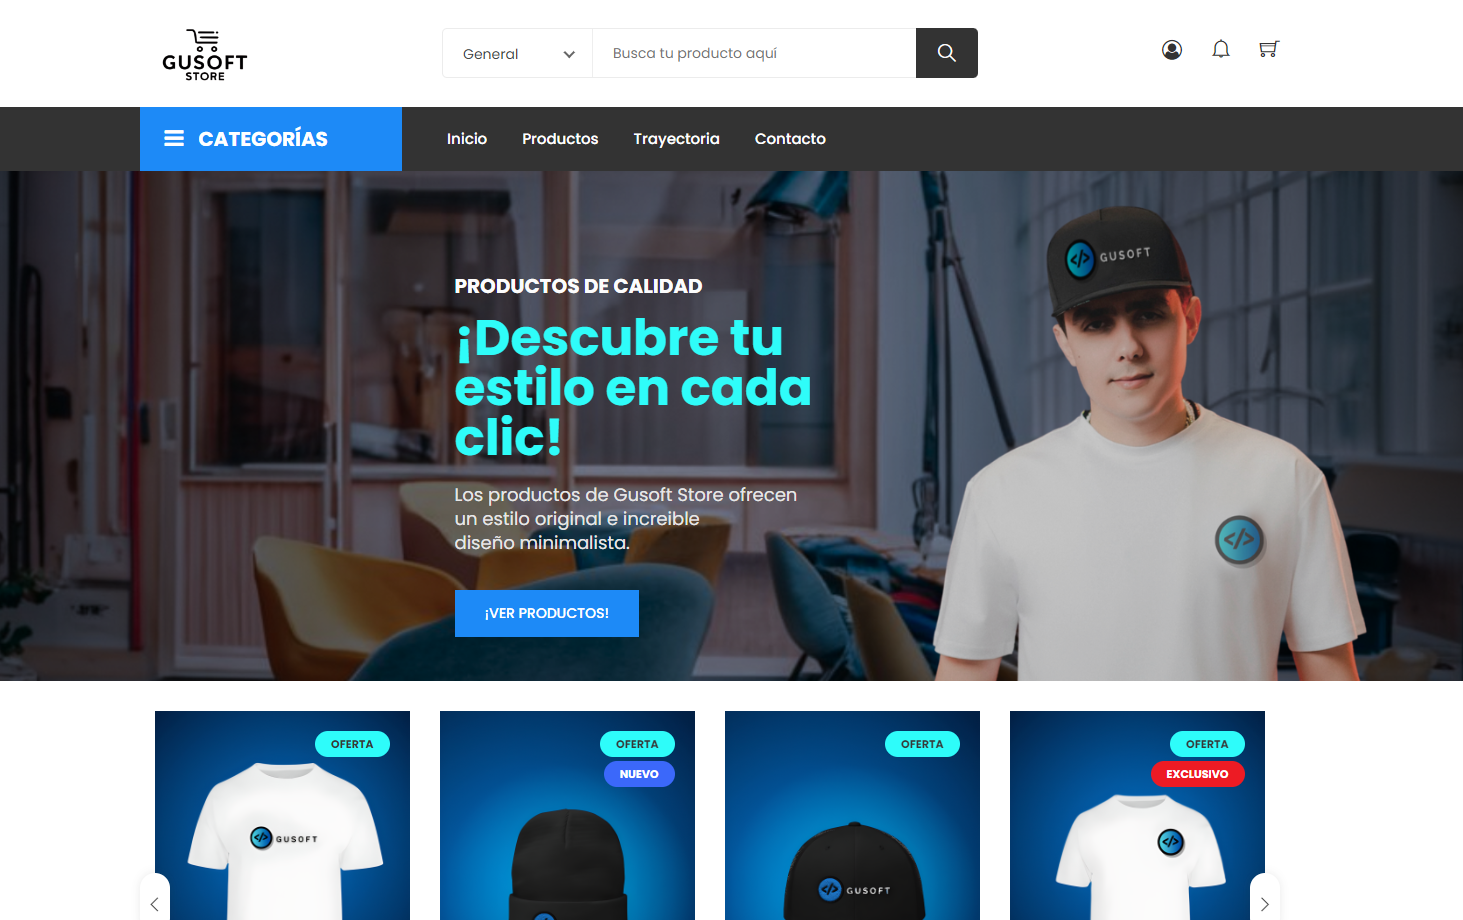 GUSOFT
STORE
General
Busca tu producto aquí
CATEGORÍAS
Inicio
Productos
Trayectoria
Contacto
PRODUCTOS DE CALIDAD
¡Descubre tu
estilo en cada
clic!
Los productos de Gusoft Store ofrecen
un estilo original e increible
diseño minimalista.
¡VER PRODUCTOS!
</> GUSOFT
</>
OFERTA
</> GUSOFT
OFERTA
NUEVO
</>
OFERTA
</> GUSOFT
OFERTA
EXCLUSIVO
</>